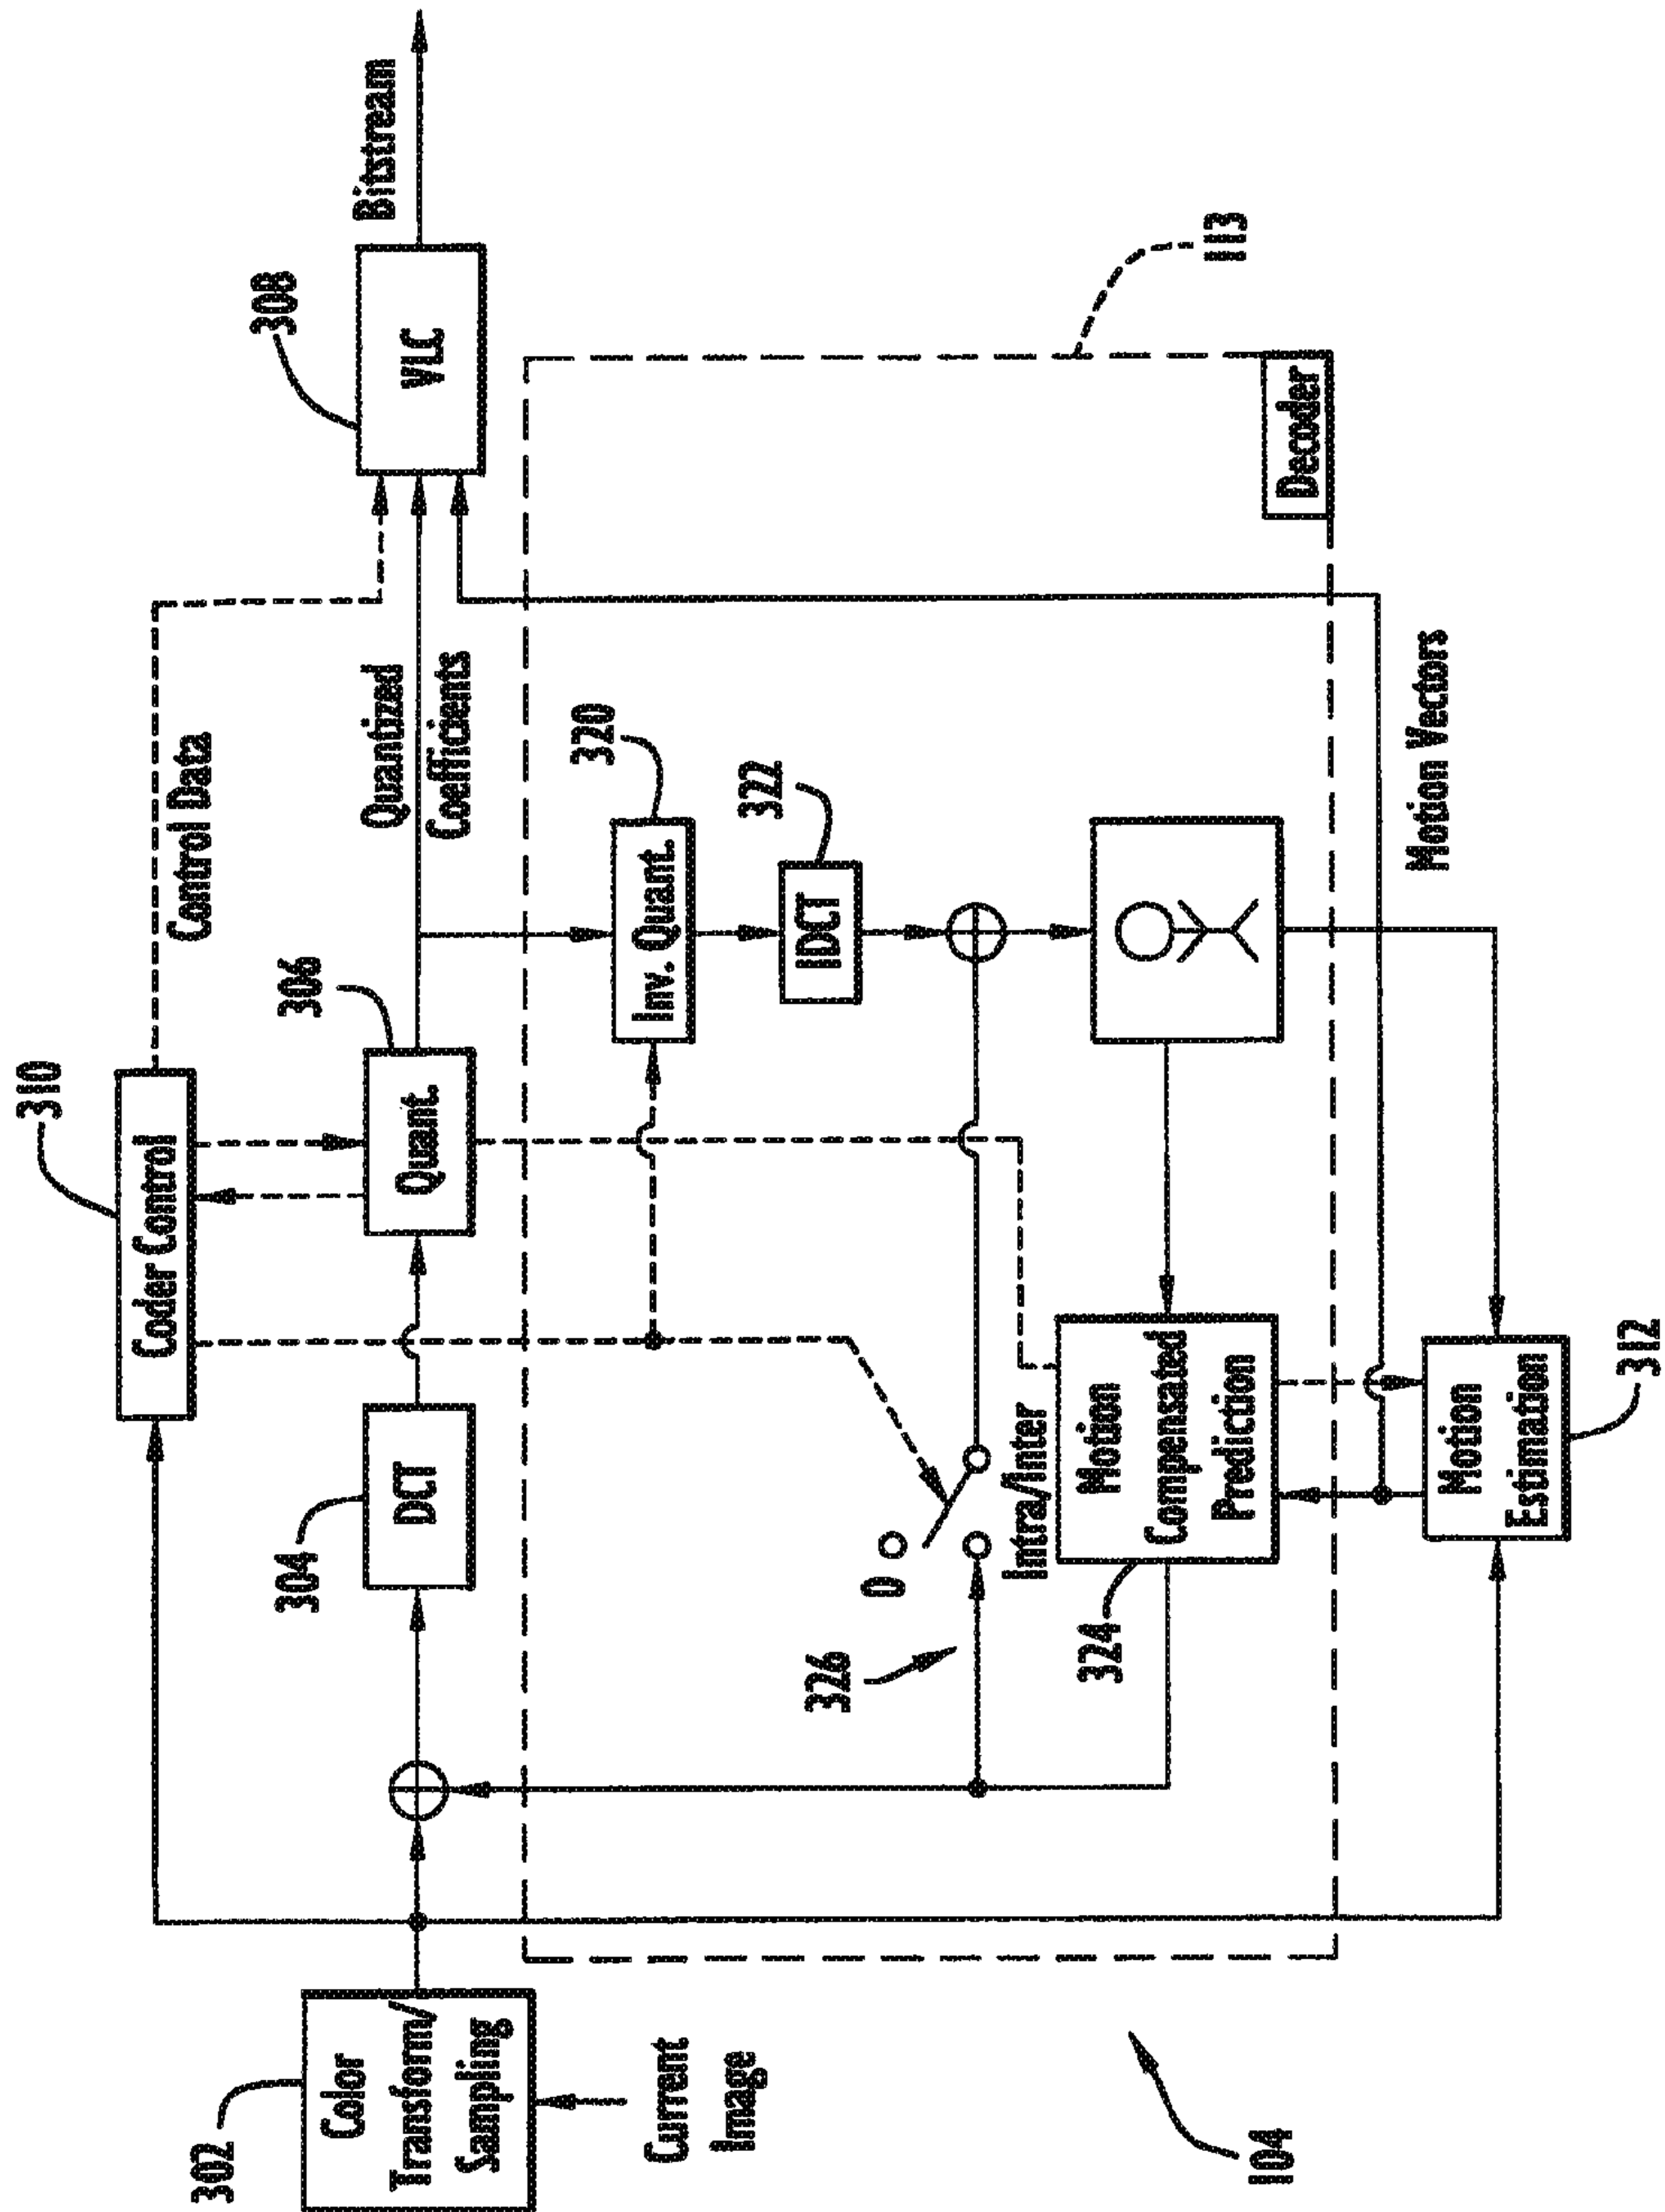 310
Coder Control
Control Data
302
Color
Transform/
Sampling
Current
Image
304
DCT
306
Quant.
Quantized
Coefficients
308
VLC
Bitstream
320
Inv. Quant.
322
IDCT
0
326
Intra/Inter
324
Motion
Compensated
Prediction
Decoder
113
Motion Vectors
Motion
Estimation
312
104